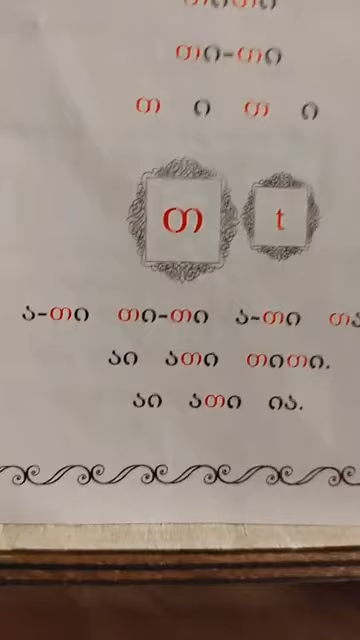 თი-თი
თ ი თ ი
თ t
ა-თი თი-თი ა-თი
აი ათი თითი.
აი ათი ია.